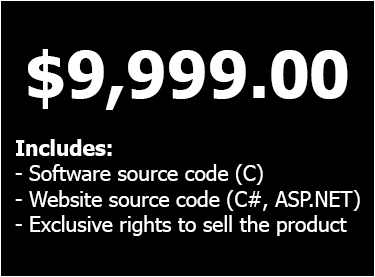 $9,999.00
Includes:
- Software source code (C)
- Website source code (C#, ASP.NET)
- Exclusive rights to sell the product